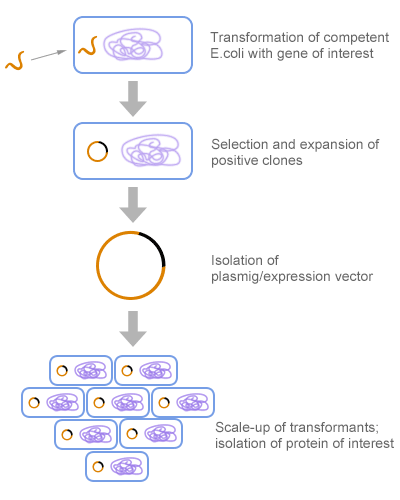 Transformation of competent
E.coli with gene of interest
Selection and expansion of
positive clones
Isolation of
plasmig/expression vector
Scale-up of transformants;
isolation of protein of interest